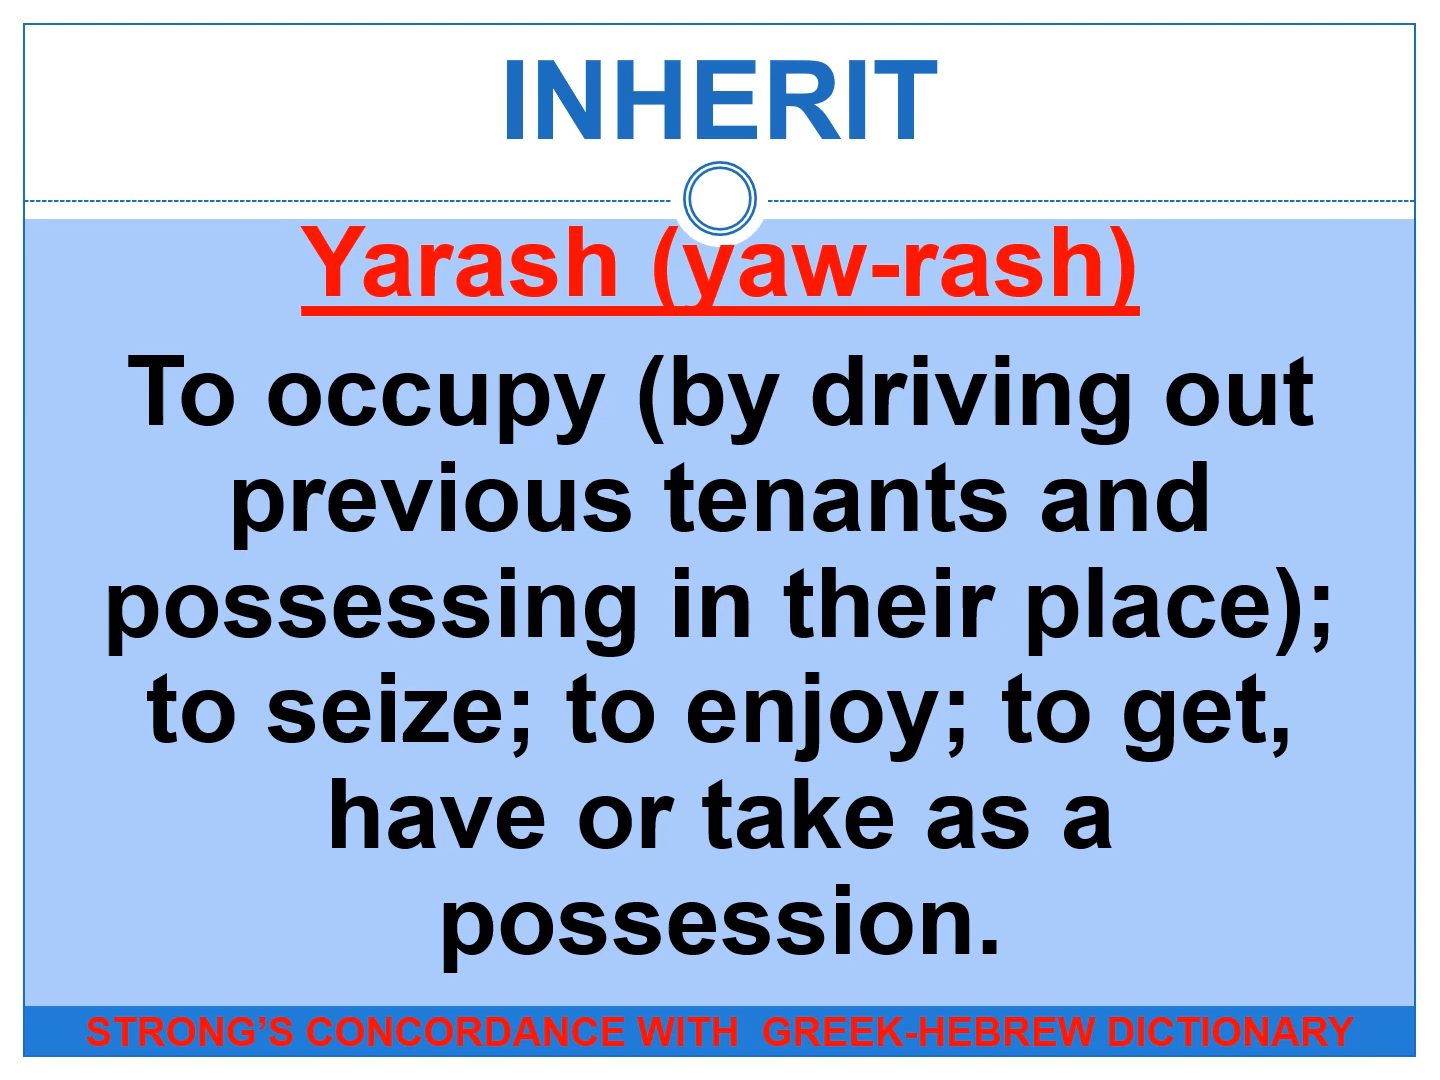 INHERIT
Yarash (yaw-rash)
To occupy (by driving out
previous tenants and
possessing in their place);
to seize; to enjoy; to get,
have or take as a
possession.
STRONG’S CONCORDANCE WITH  GREEK-HEBREW DICTIONARY